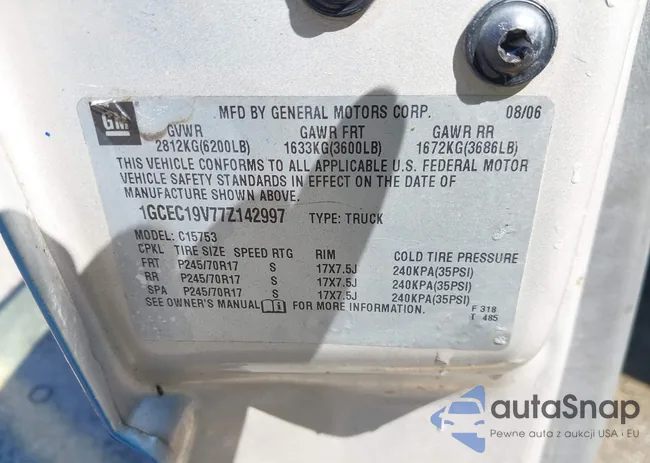 GM
MFD BY GENERAL MOTORS CORP. 08/06
GVWR GAWR FRT GAWR RR
2812KG(6200LB) 1633KG(3600LB) 1672KG(3686LB)
THIS VEHICLE CONFORMS TO ALL APPLICABLE U.S. FEDERAL MOTOR
VEHICLE SAFETY STANDARDS IN EFFECT ON THE DATE OF
MANUFACTURE SHOWN ABOVE.
1GCEC19V77Z142997 TYPE: TRUCK
MODEL: C15753
CPKL TIRE SIZE SPEED RTG RIM COLD TIRE PRESSURE
FRT P245/70R17 S 17X7.5J 240KPA(35PSI)
RR P245/70R17 S 17X7.5J 240KPA(35PSI)
SPA P245/70R17 S 17X7.5J 240KPA(35PSI)
SEE OWNER'S MANUAL FOR MORE INFORMATION.
F 318
T 485
autaSnap
Pewne auta z aukcji USA i EU